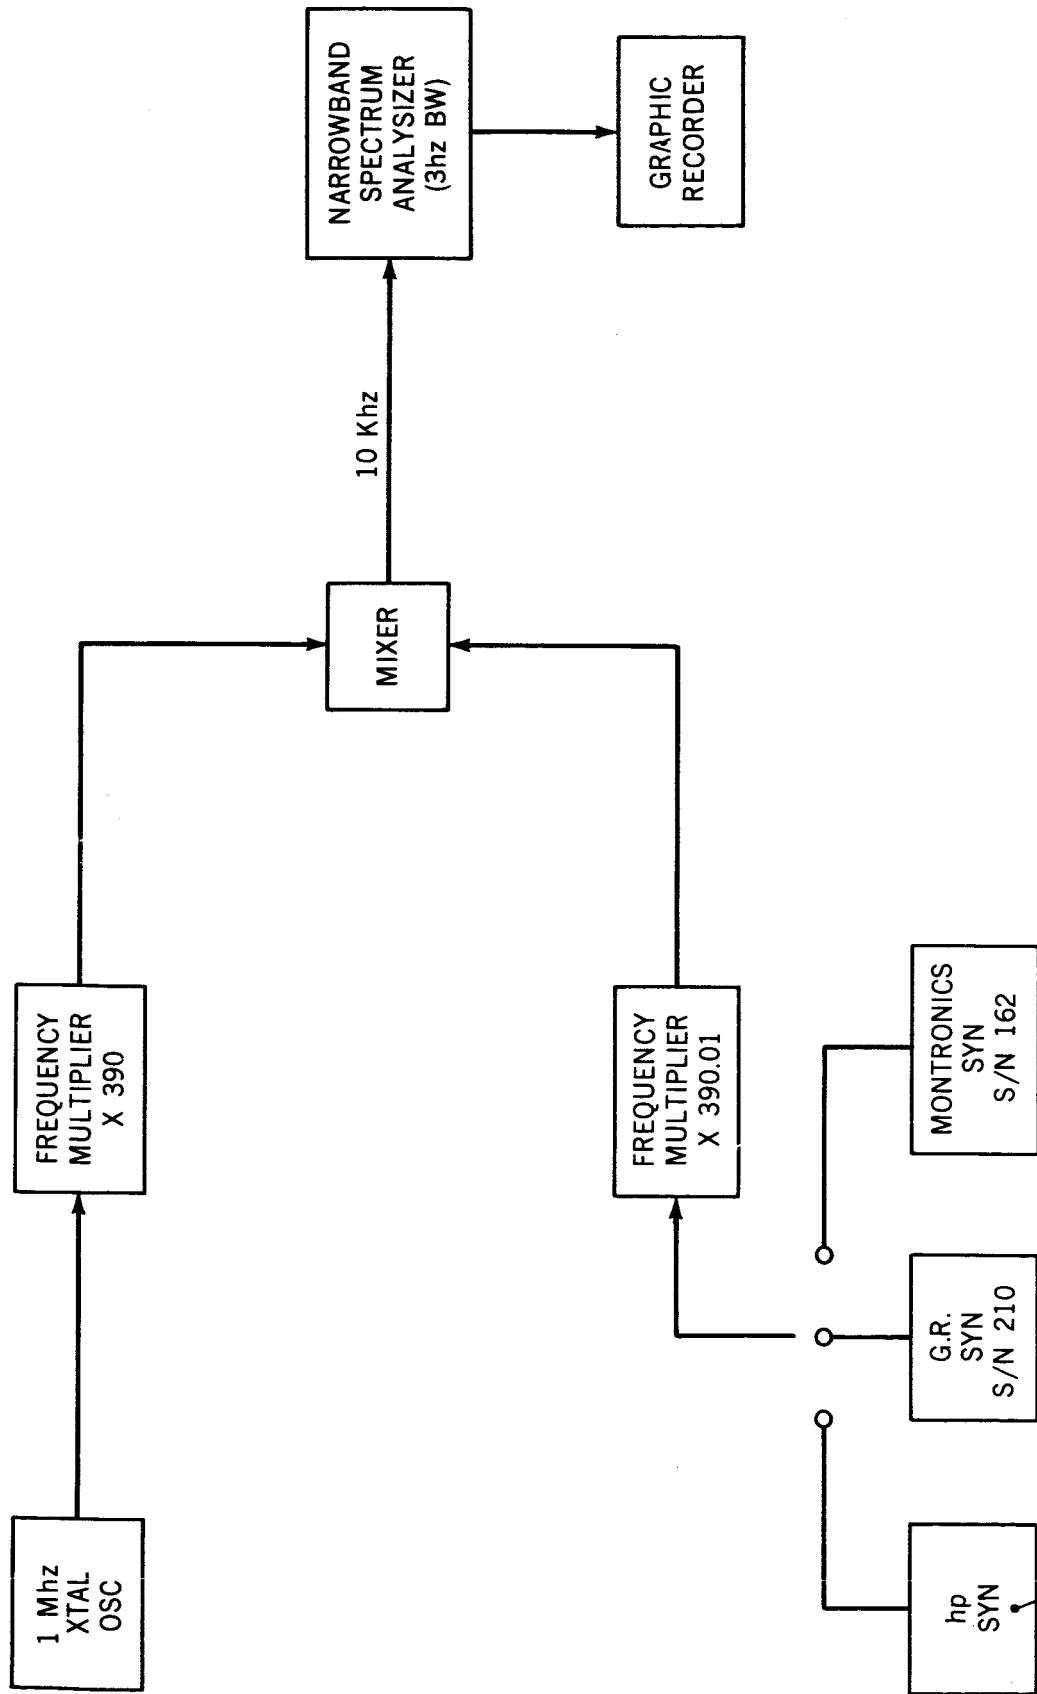 1 Mhz
XTAL
OSC
FREQUENCY
MULTIPLIER
X 390
MIXER
10 Khz
NARROWBAND
SPECTRUM
ANALYSIZER
(3hz BW)
GRAPHIC
RECORDER
FREQUENCY
MULTIPLIER
X 390.01
hp
SYN
G.R.
SYN
S/N 210
MONTRONICS
SYN
S/N 162